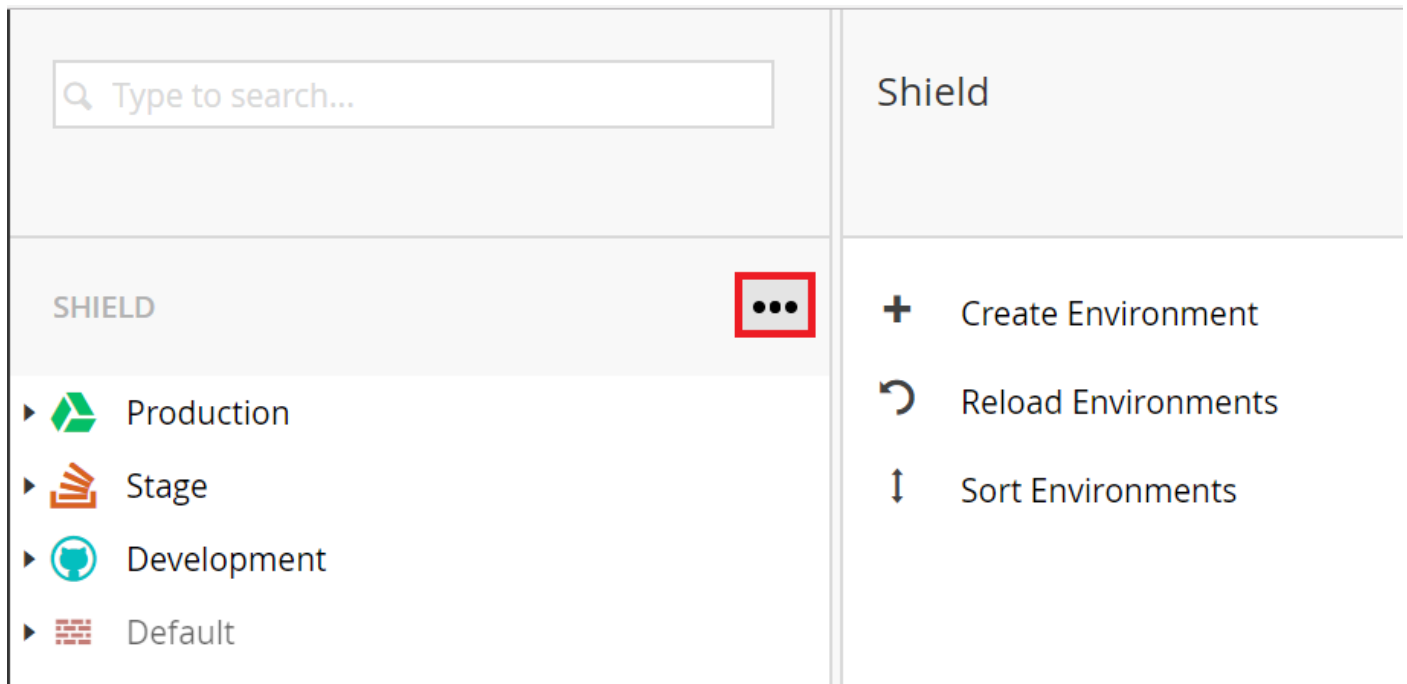 Type to search...
Shield
SHIELD
Production
Stage
Development
Default
Create Environment
Reload Environments
Sort Environments